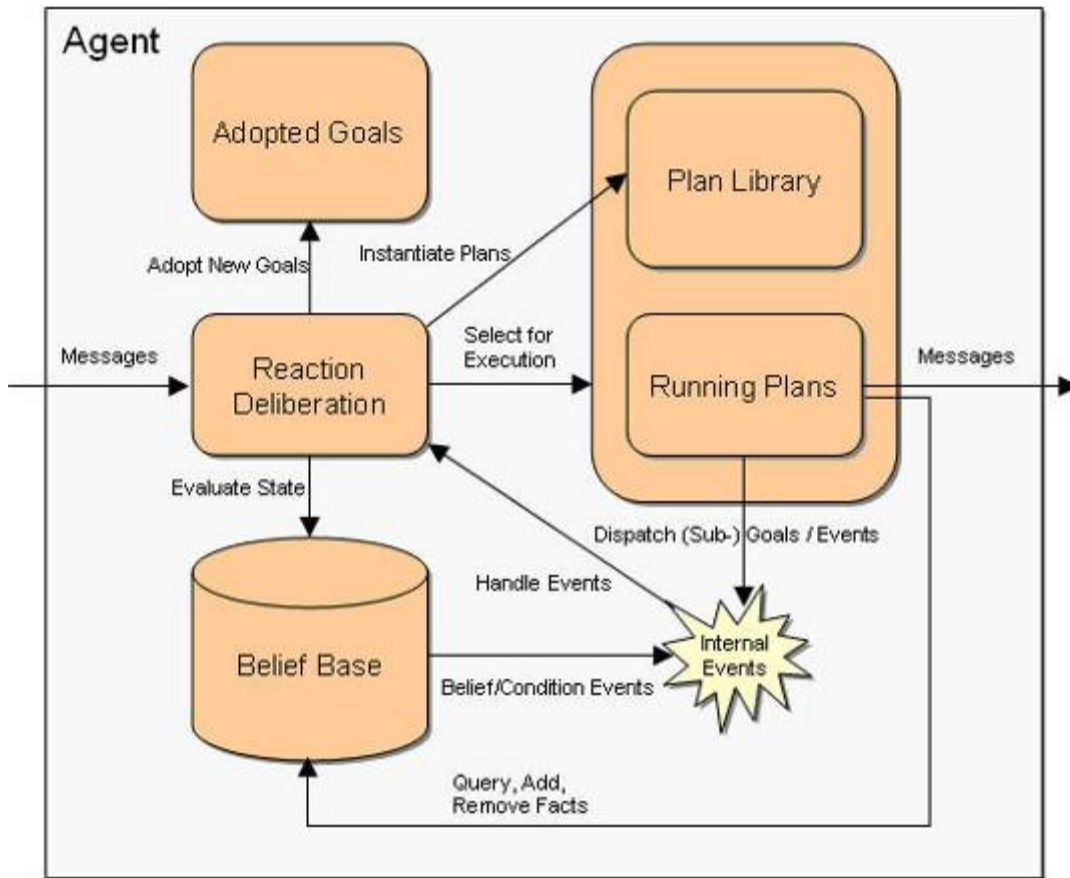 Agent
Adopted Goals
Plan Library
Adopt New Goals
Instantiate Plans
Messages
Reaction
Deliberation
Select for
Execution
Running Plans
Messages
Evaluate State
Dispatch (Sub-) Goals / Events
Handle Events
Belief Base
Internal
Events
Belief/Condition Events
Query, Add,
Remove Facts